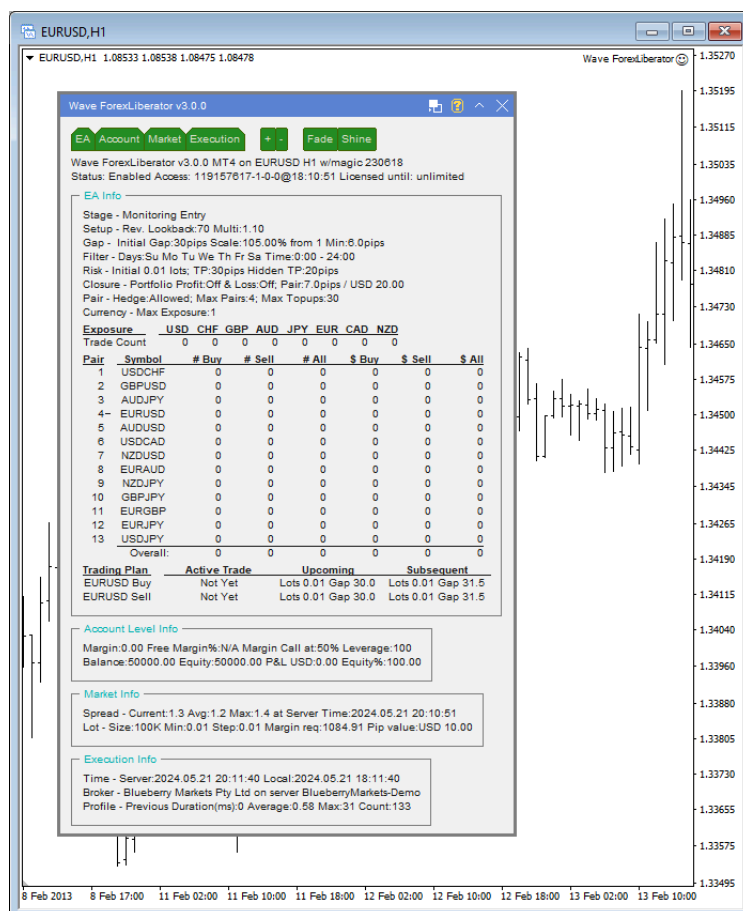 EURUSD,H1
EURUSD,H1 1.08533 1.08538 1.08475 1.08478
Wave ForexLiberator
Wave ForexLiberator v3.0.0
EA Account Market Execution + - Fade Shine
Wave ForexLiberator v3.0.0 MT4 on EURUSD H1 w/magic 230618
Status: Enabled Access: 119157617-1-0-0@18:10:51 Licensed until: unlimited
EA Info
Stage - Monitoring Entry
Setup - Rev. Lookback:70 Multi:1.10
Gap - Initial Gap:30pips Scale:105.00% from 1 Min:6.0pips
Filter - Days:Su Mo Tu We Th Fr Sa Time:0:00 - 24:00
Risk - Initial 0.01 lots; TP:30pips Hidden TP:20pips
Closure - Portfolio Profit:Off & Loss:Off; Pair:7.0pips / USD 20.00
Pair - Hedge:Allowed; Max Pairs:4; Max Topups:30
Currency - Max Exposure:1
Exposure USD CHF GBP AUD JPY EUR CAD NZD
Trade Count 0 0 0 0 0 0 0 0
Pair Symbol # Buy # Sell # All $ Buy $ Sell $ All
1 USDCHF 0 0 0 0 0 0
2 GBPUSD 0 0 0 0 0 0
3 AUDJPY 0 0 0 0 0 0
4– EURUSD 0 0 0 0 0 0
5 AUDUSD 0 0 0 0 0 0
6 USDCAD 0 0 0 0 0 0
7 NZDUSD 0 0 0 0 0 0
8 EURAUD 0 0 0 0 0 0
9 NZDJPY 0 0 0 0 0 0
10 GBPJPY 0 0 0 0 0 0
11 EURGBP 0 0 0 0 0 0
12 EURJPY 0 0 0 0 0 0
13 USDJPY 0 0 0 0 0 0
Overall: 0 0 0 0 0 0
Trading Plan Active Trade Upcoming Subsequent
EURUSD Buy Not Yet Lots 0.01 Gap 30.0 Lots 0.01 Gap 31.5
EURUSD Sell Not Yet Lots 0.01 Gap 30.0 Lots 0.01 Gap 31.5
Account Level Info
Margin:0.00 Free Margin%:N/A Margin Call at:50% Leverage:100
Balance:50000.00 Equity:50000.00 P&L USD:0.00 Equity%:100.00
Market Info
Spread - Current:1.3 Avg:1.2 Max:1.4 at Server Time:2024.05.21 20:10:51
Lot - Size:100K Min:0.01 Step:0.01 Margin req:1084.91 Pip value:USD 10.00
Execution Info
Time - Server:2024.05.21 20:11:40 Local:2024.05.21 18:11:40
Broker - Blueberry Markets Pty Ltd on server BlueberryMarkets-Demo
Profile - Previous Duration(ms):0 Average:0.58 Max:31 Count:133
1.35270
1.35195
1.35115
1.35035
1.34960
1.34885
1.34810
1.34730
1.34650
1.34575
1.34500
1.34425
1.34345
1.34265
1.34190
1.34115
1.34040
1.33960
1.33880
1.33805
1.33730
1.33655
1.33575
1.33495
8 Feb 2013 8 Feb 17:00 11 Feb 02:00 11 Feb 10:00 11 Feb 18:00 12 Feb 02:00 12 Feb 10:00 12 Feb 18:00 13 Feb 02:00 13 Feb 10:00